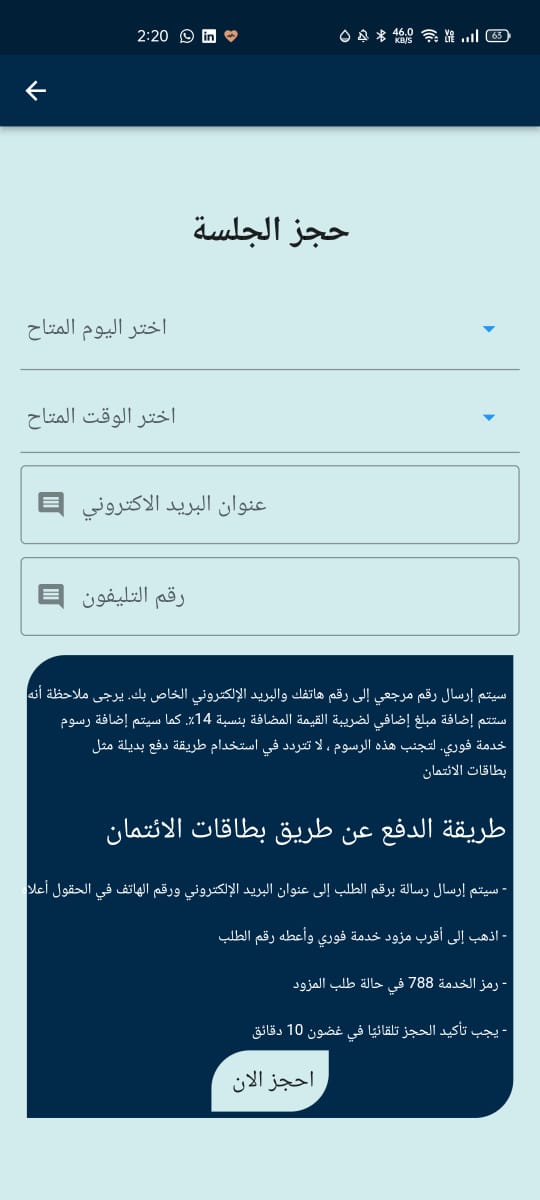 2:20
46.0 KB/S
Vo LTE
63
حجز الجلسة
اختر اليوم المتاح
اختر الوقت المتاح
عنوان البريد الاكتروني
رقم التليفون
سيتم إرسال رقم مرجعي إلى رقم هاتفك والبريد الإلكتروني الخاص بك. يرجى ملاحظة أنه
ستتم إضافة مبلغ إضافي لضريبة القيمة المضافة بنسبة 14٪. كما سيتم إضافة رسوم
خدمة فوري. لتجنب هذه الرسوم ، لا تتردد في استخدام طريقة دفع بديلة مثل
بطاقات الائتمان
طريقة الدفع عن طريق بطاقات الائتمان
- سيتم إرسال رسالة برقم الطلب إلى عنوان البريد الإلكتروني ورقم الهاتف في الحقول أعلاه
- اذهب إلى أقرب مزود خدمة فوري وأعطه رقم الطلب
- رمز الخدمة 788 في حالة طلب المزود
- يجب تأكيد الحجز تلقائيًا في غضون 10 دقائق
احجز الان